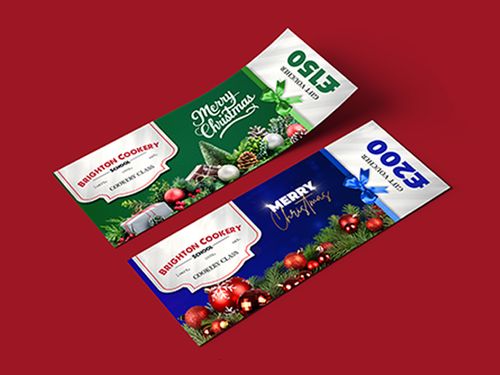 £150
GIFT VOUCHER
Merry
Christmas
BRIGHTON COOKERY
SCHOOL
COOKERY CLASS
£200
GIFT VOUCHER
MERRY
Christmas
BRIGHTON COOKERY
SCHOOL
COOKERY CLASS